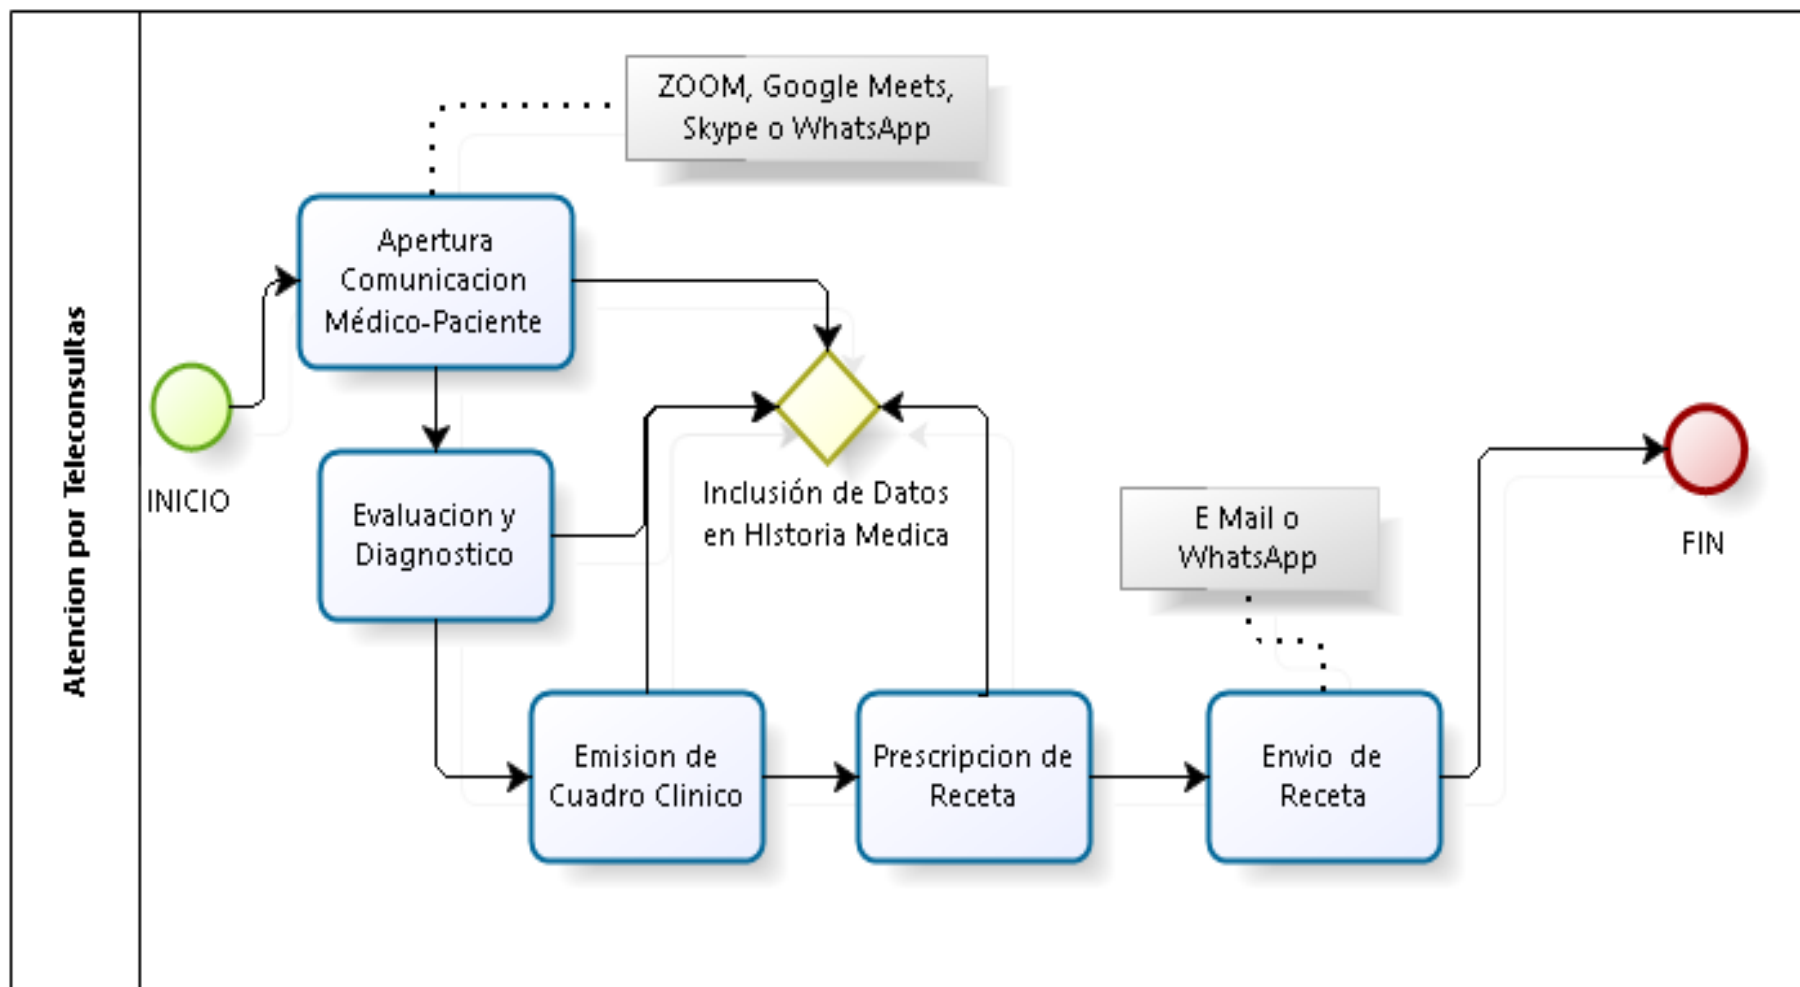 Atencion por Teleconsultas
ZOOM, Google Meets,
Skype o WhatsApp
Apertura
Comunicacion
Médico-Paciente
INICIO
Evaluacion y
Diagnostico
Inclusión de Datos
en HIstoria Medica
E Mail o
WhatsApp
FIN
Emision de
Cuadro Clinico
Prescripcion de
Receta
Envio de
Receta